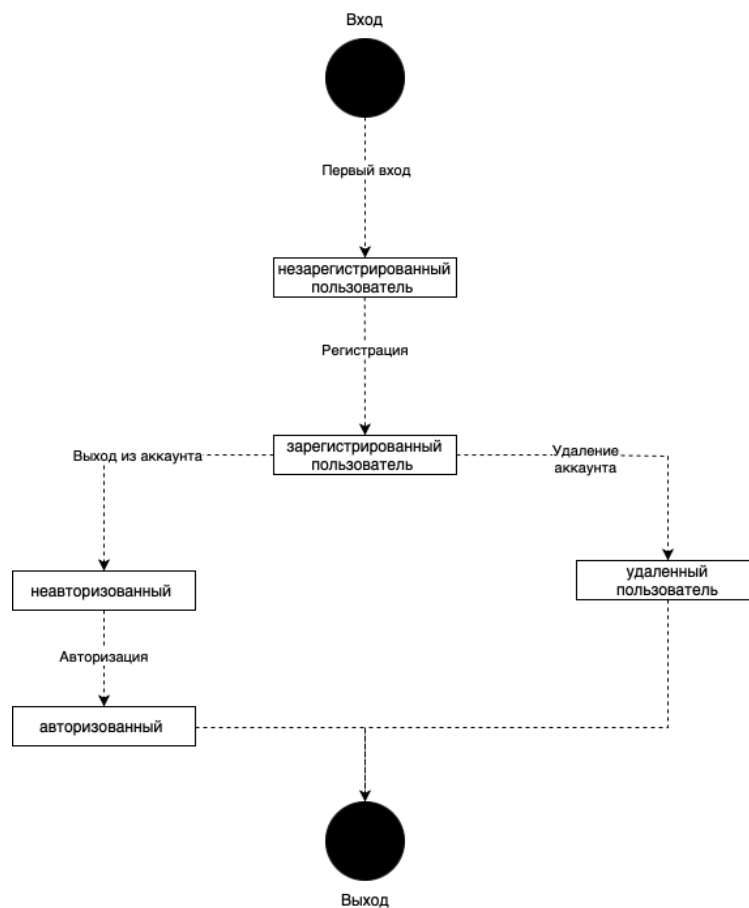 Вход
Первый вход
незарегистрированный
пользователь
Регистрация
зарегистрированный
пользователь
Выход из аккаунта
Удаление
аккаунта
неавторизованный
удаленный
пользователь
Авторизация
авторизованный
Выход